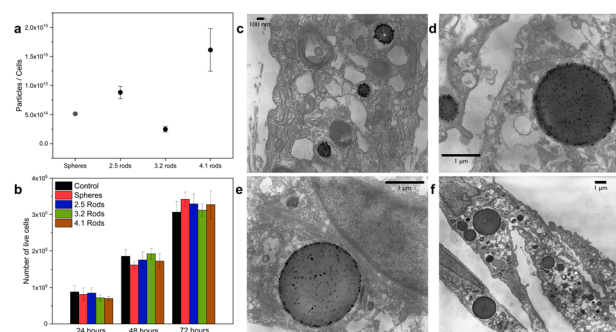 a
Particles / Cells
2.0x10¹⁵
1.5x10¹⁵
1.0x10¹⁵
5.0x10¹⁴
0.0
Spheres 2.5 rods 3.2 rods 4.1 rods
b
Number of live cells
4x10⁵
3x10⁵
2x10⁵
1x10⁵
0
Control
Spheres
2.5 Rods
3.2 Rods
4.1 Rods
24 hours 48 hours 72 hours
c
100 nm
d
1 µm
e
1 µm
f
1 µm